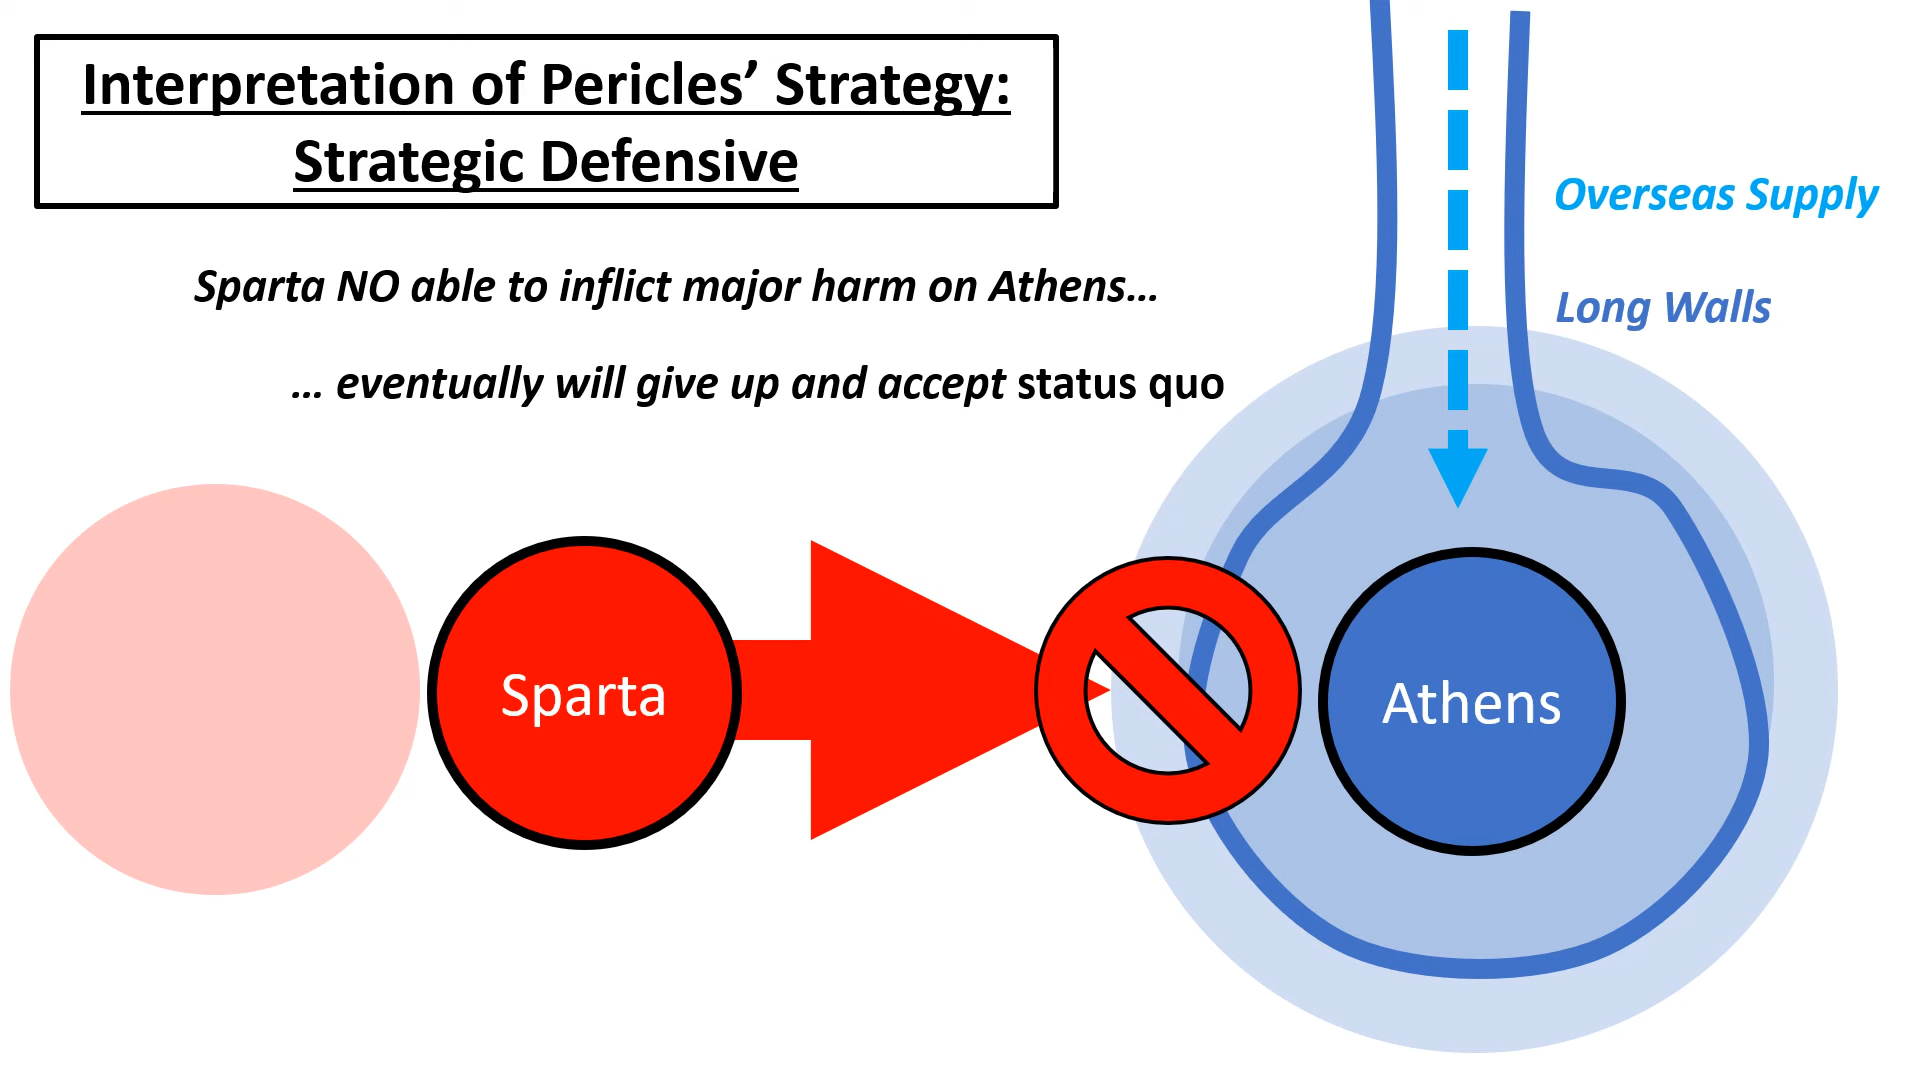 Interpretation of Pericles’ Strategy:
Strategic Defensive
Overseas Supply
Sparta NO able to inflict major harm on Athens...
Long Walls
... eventually will give up and accept status quo
Sparta
Athens